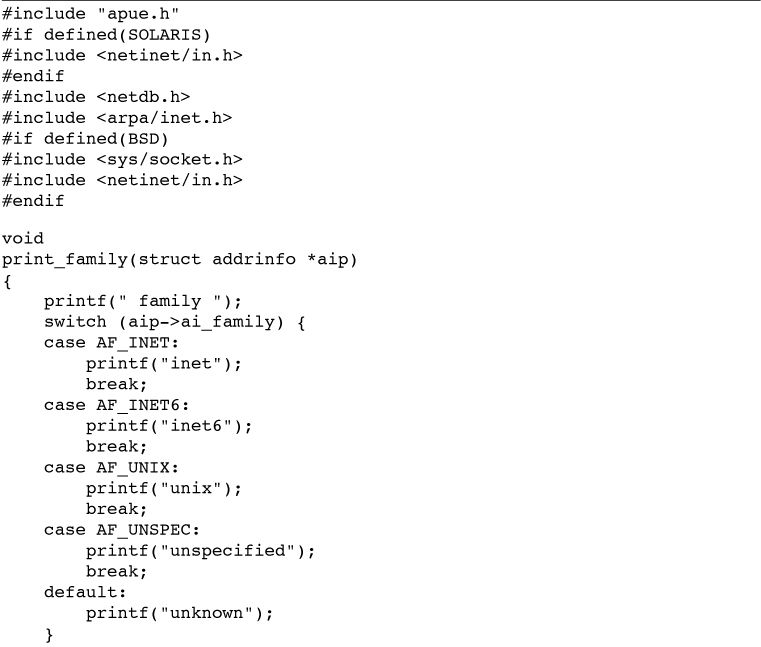 #include "apue.h"
#if defined(SOLARIS)
#include <netinet/in.h>
#endif
#include <netdb.h>
#include <arpa/inet.h>
#if defined(BSD)
#include <sys/socket.h>
#include <netinet/in.h>
#endif

void
print_family(struct addrinfo *aip)
{
    printf(" family ");
    switch (aip->ai_family) {
    case AF_INET:
        printf("inet");
        break;
    case AF_INET6:
        printf("inet6");
        break;
    case AF_UNIX:
        printf("unix");
        break;
    case AF_UNSPEC:
        printf("unspecified");
        break;
    default:
        printf("unknown");
    }